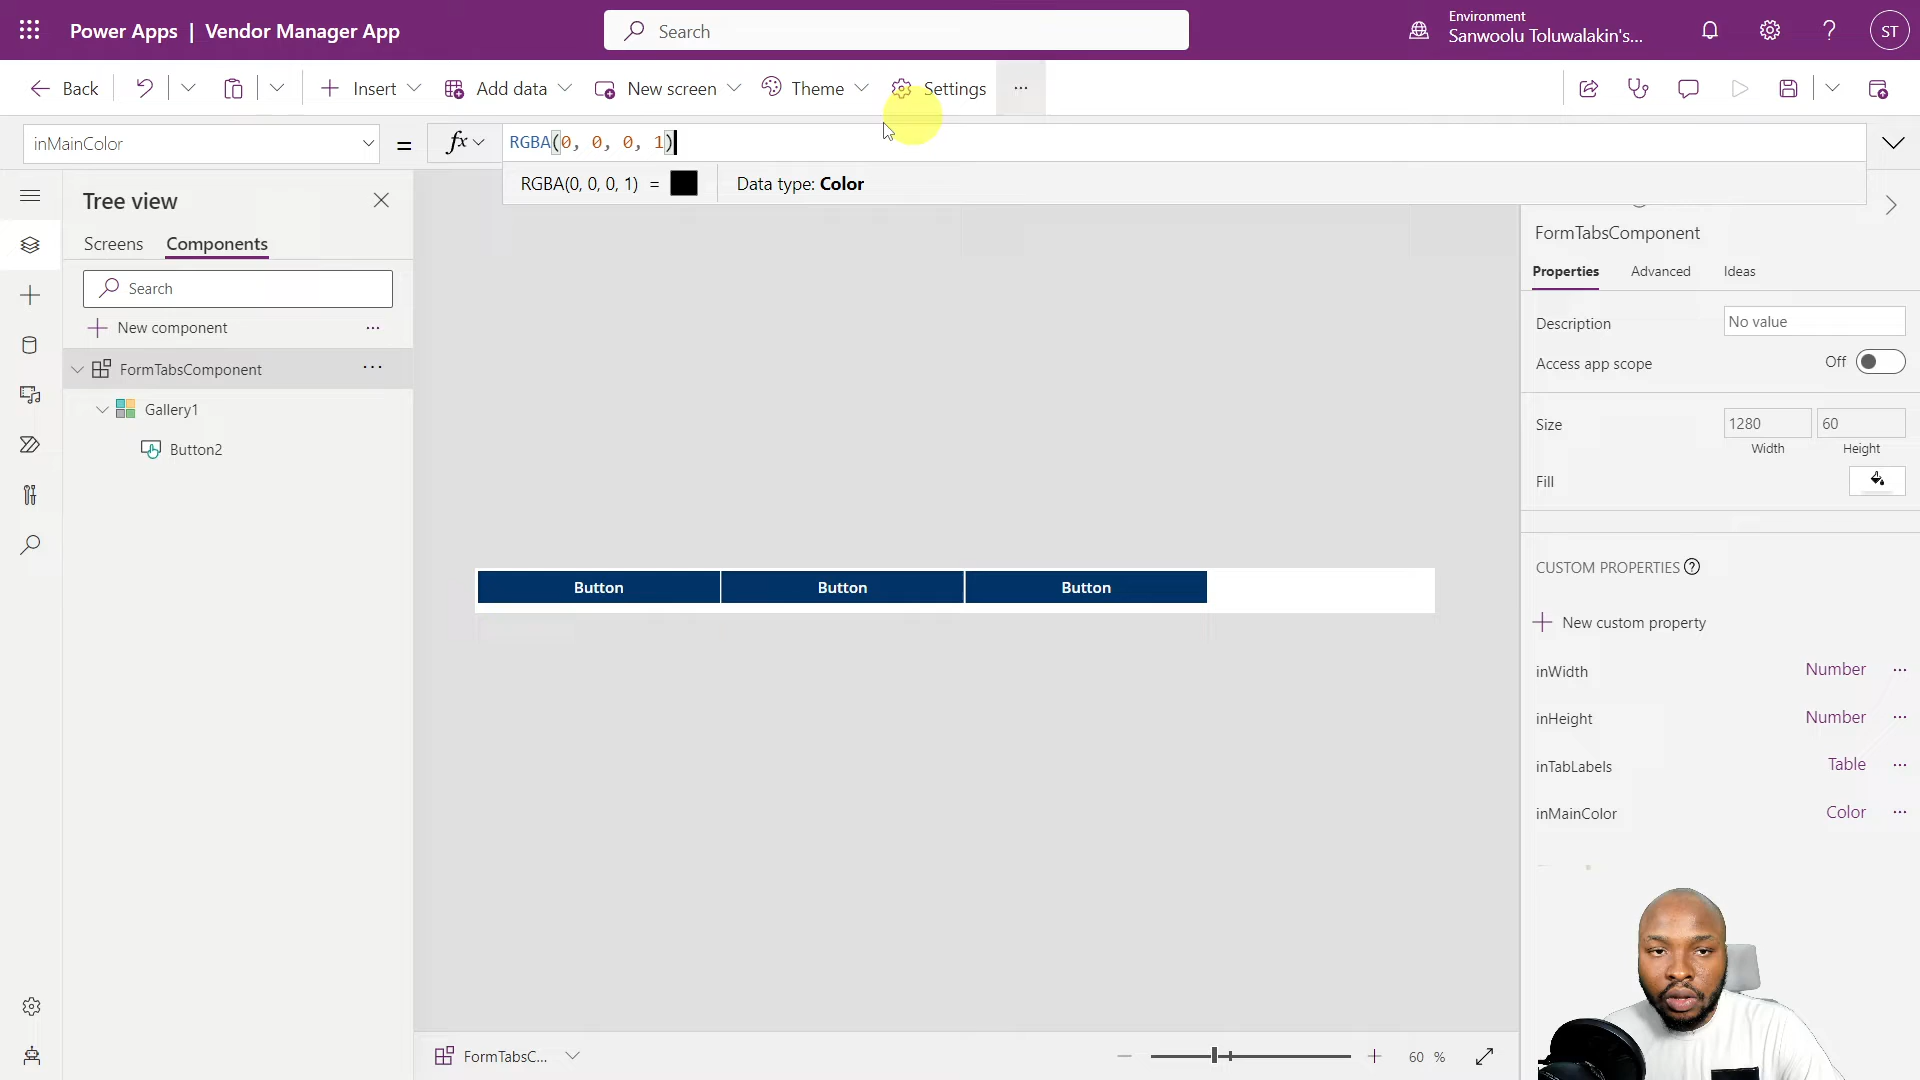 Power Apps | Vendor Manager App
Search
Environment
Sanwoolu Toluwalakin's...
ST
Back
Insert
Add data
New screen
Theme
Settings
inMainColor
=
fx
RGBA(0, 0, 0, 1)
RGBA(0, 0, 0, 1) =
Data type: Color
Tree view
Screens
Components
Search
New component
FormTabsComponent
Gallery1
Button2
Button
Button
Button
FormTabsComponent
Properties
Advanced
Ideas
Description
No value
Access app scope
Off
Size
1280
60
Width
Height
Fill
CUSTOM PROPERTIES
New custom property
inWidth
Number
inHeight
Number
inTabLabels
Table
inMainColor
Color
FormTabsC...
60 %